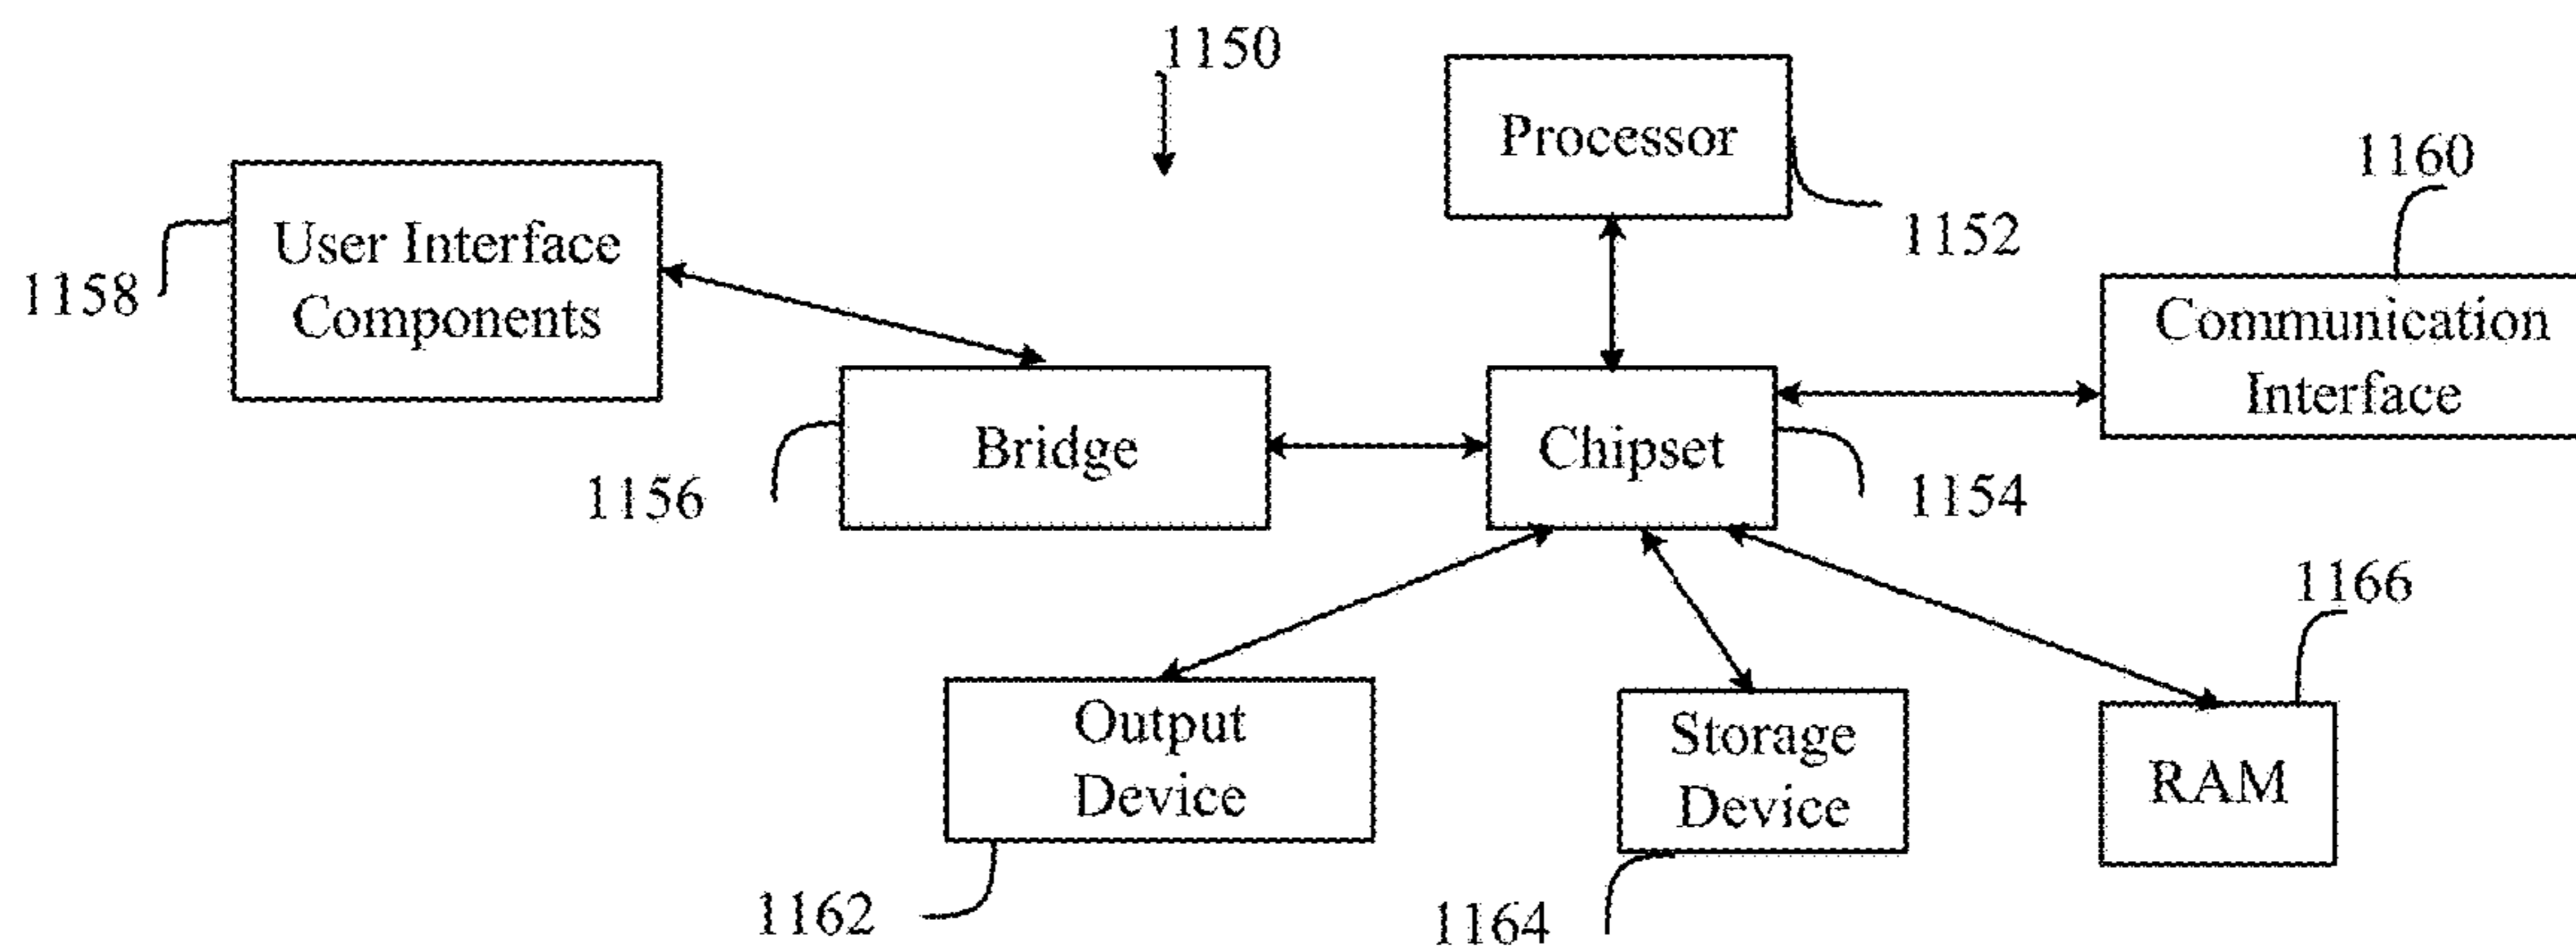 1150
Processor
1160
User Interface
Components
1152
1158
Communication
Interface
Bridge
Chipset
1156
1154
1166
Output
Device
Storage
Device
RAM
1162
1164